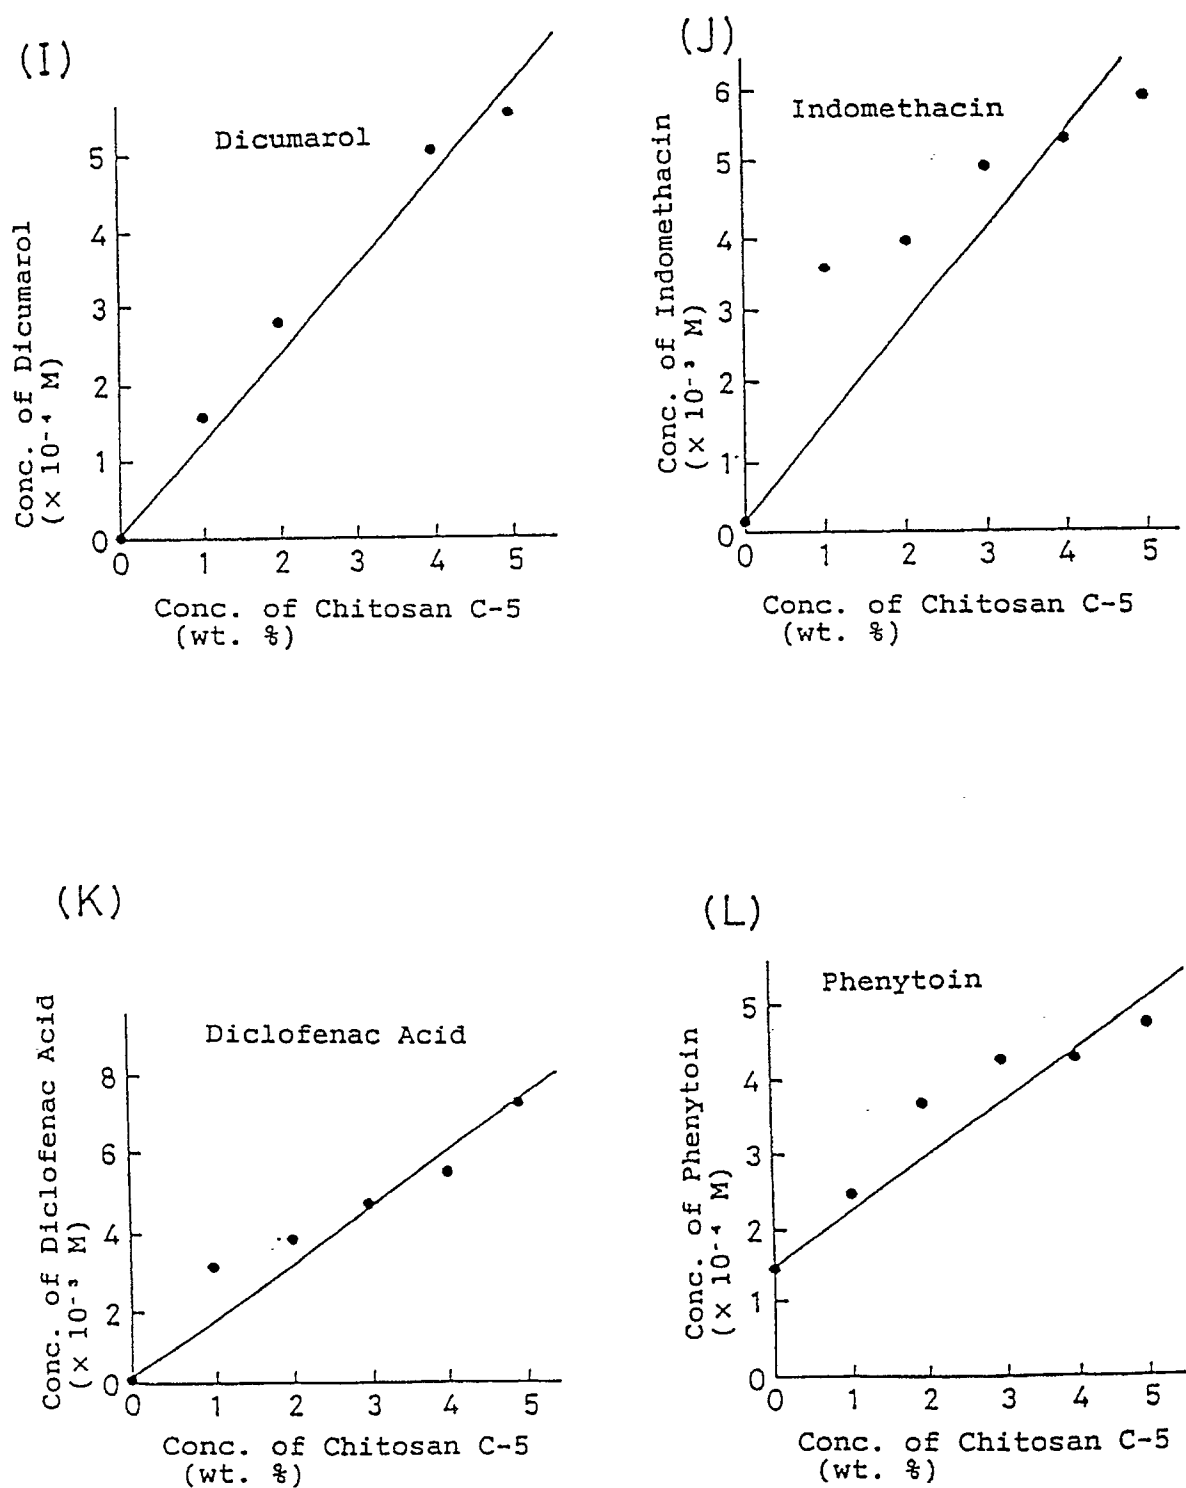 (I)
Dicumarol
Conc. of Dicumarol
(× 10⁻⁴ M)
5
4
3
2
1
0
0 1 2 3 4 5
Conc. of Chitosan C-5
(wt. %)
(J)
Indomethacin
Conc. of Indomethacin
(× 10⁻³ M)
6
5
4
3
2
1
0
0 1 2 3 4 5
Conc. of Chitosan C-5
(wt. %)
(K)
Diclofenac Acid
Conc. of Diclofenac Acid
(× 10⁻³ M)
8
6
4
2
0
0 1 2 3 4 5
Conc. of Chitosan C-5
(wt. %)
(L)
Phenytoin
Conc. of Phenytoin
(× 10⁻⁴ M)
5
4
3
2
1
0
0 1 2 3 4 5
Conc. of Chitosan C-5
(wt. %)